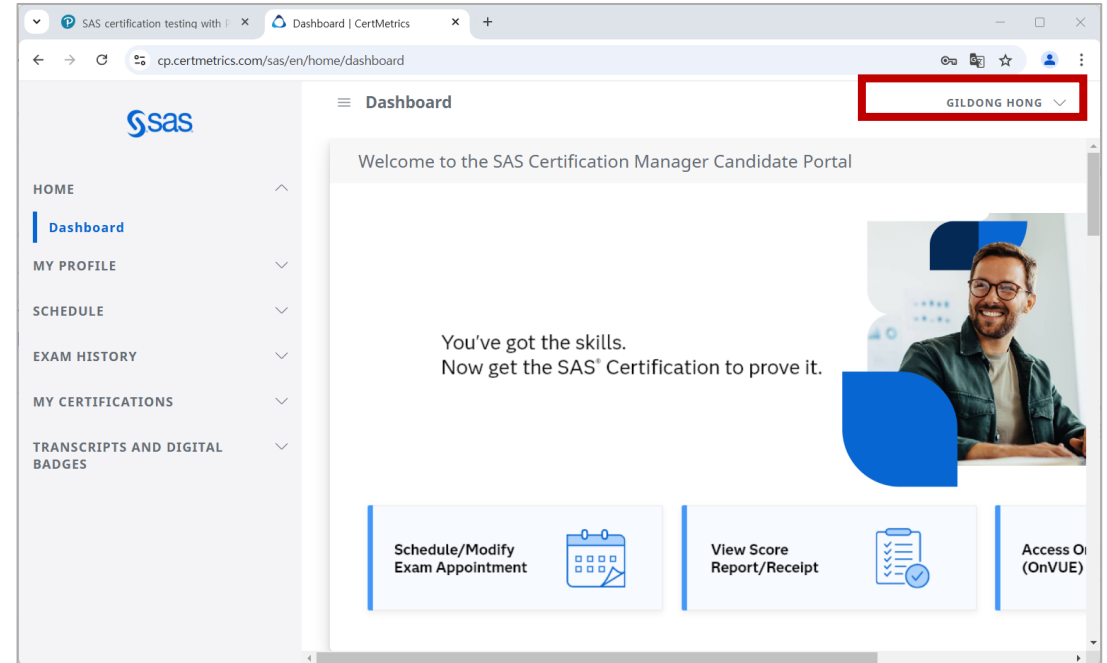 SAS certification testing with P
Dashboard | CertMetrics
cp.certmetrics.com/sas/en/home/dashboard
sas
Dashboard
GILDONG HONG
Welcome to the SAS Certification Manager Candidate Portal
HOME
Dashboard
MY PROFILE
SCHEDULE
EXAM HISTORY
MY CERTIFICATIONS
TRANSCRIPTS AND DIGITAL
BADGES
You've got the skills.
Now get the SAS® Certification to prove it.
Schedule/Modify
Exam Appointment
View Score
Report/Receipt
Access
(OnVUE)